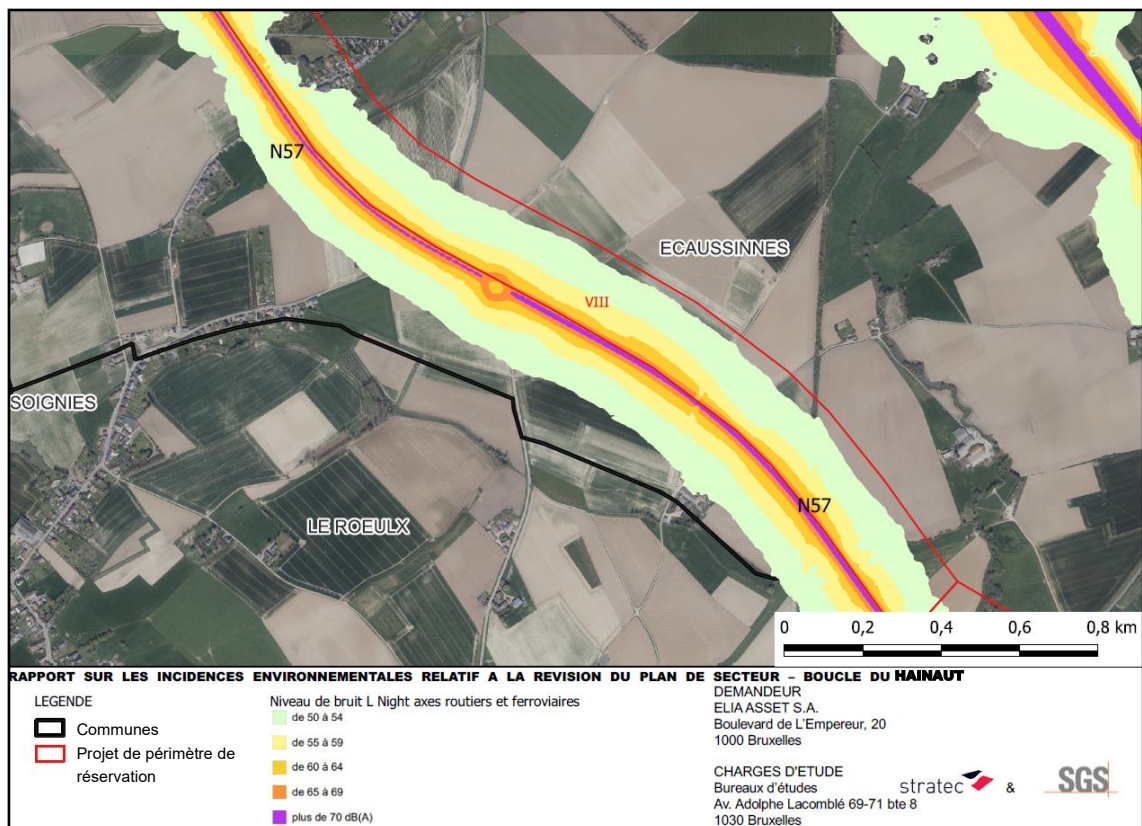 N57
ECAUSSINNES
VIII
SOIGNIES
LE ROEULX
N57
0 0,2 0,4 0,6 0,8 km
RAPPORT SUR LES INCIDENCES ENVIRONNEMENTALES RELATIF A LA REVISION DU PLAN DE SECTEUR – BOUCLE DU HAINAUT
LEGENDE
Communes
Projet de périmètre de
réservation
Niveau de bruit L Night axes routiers et ferroviaires
de 50 à 54
de 55 à 59
de 60 à 64
de 65 à 69
plus de 70 dB(A)
DEMANDEUR
ELIA ASSET S.A.
Boulevard de L'Empereur, 20
1000 Bruxelles
CHARGES D'ETUDE
Bureaux d'études
Av. Adolphe Lacomblé 69-71 bte 8
1030 Bruxelles
stratec & SGS